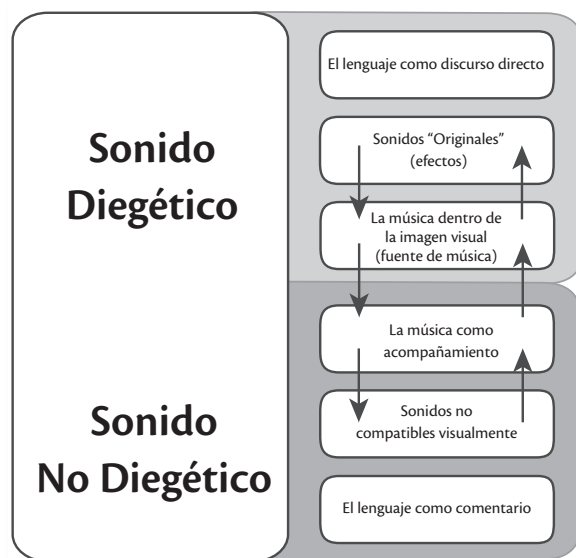 Sonido
Diegético
El lenguaje como discurso directo
Sonidos “Originales”
(efectos)
La música dentro de
la imagen visual
(fuente de música)
Sonido
No Diegético
La música como
acompañamiento
Sonidos no
compatibles visualmente
El lenguaje como comentario